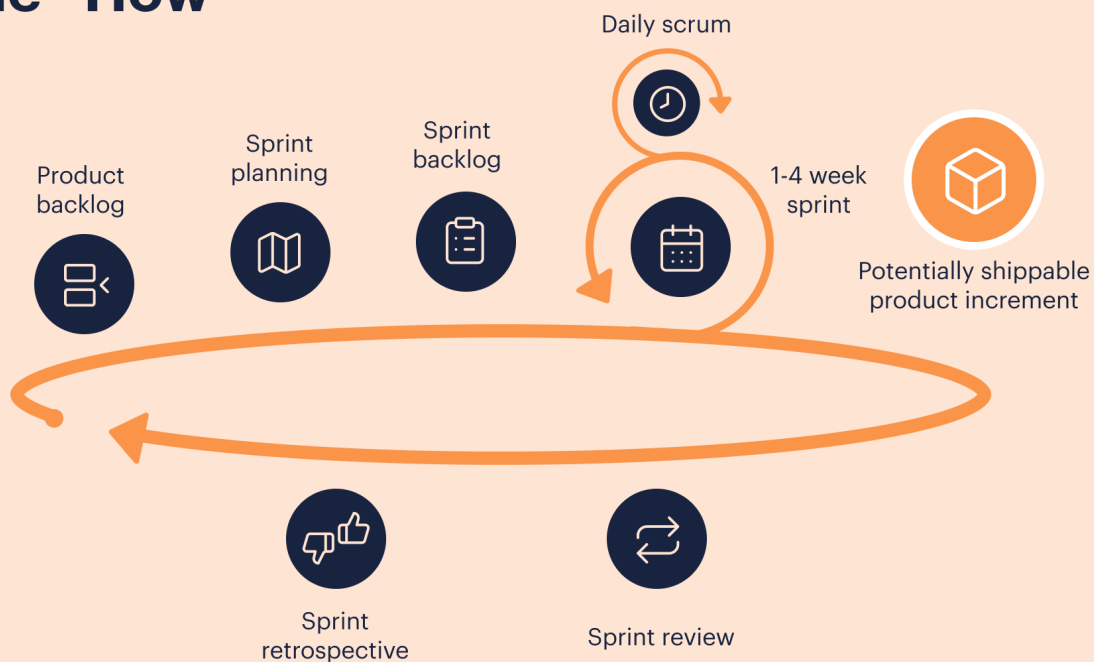 Daily scrum
Sprint
backlog
Sprint
planning
Product
backlog
1-4 week
sprint
Potentially shippable
product increment
Sprint
retrospective
Sprint review